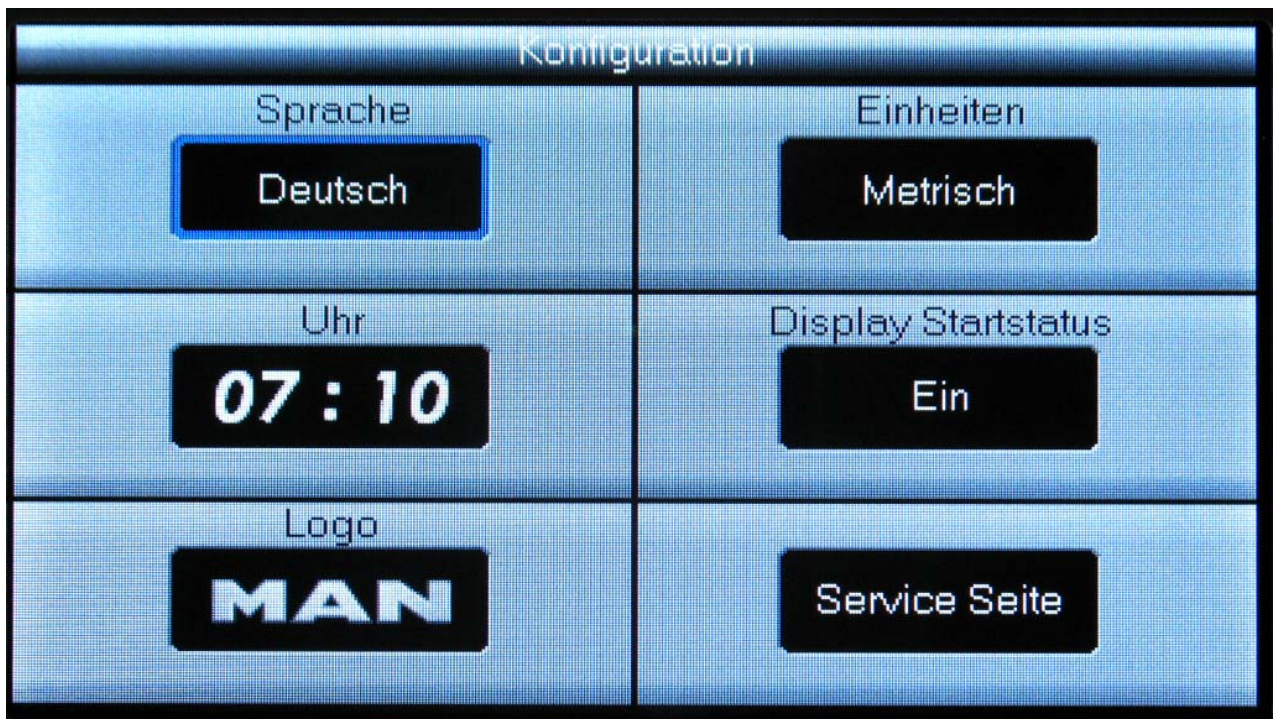 Konfiguration
Sprache
Deutsch
Einheiten
Metrisch
Uhr
07 : 10
Display Startstatus
Ein
Logo
MAN
Service Seite